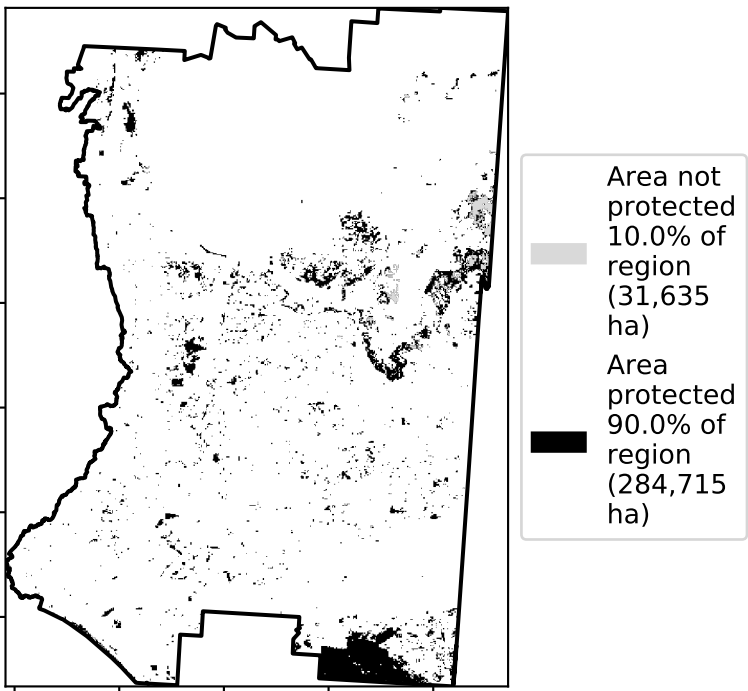 Area not
protected
10.0% of
region
(31,635
ha)
Area
protected
90.0% of
region
(284,715
ha)